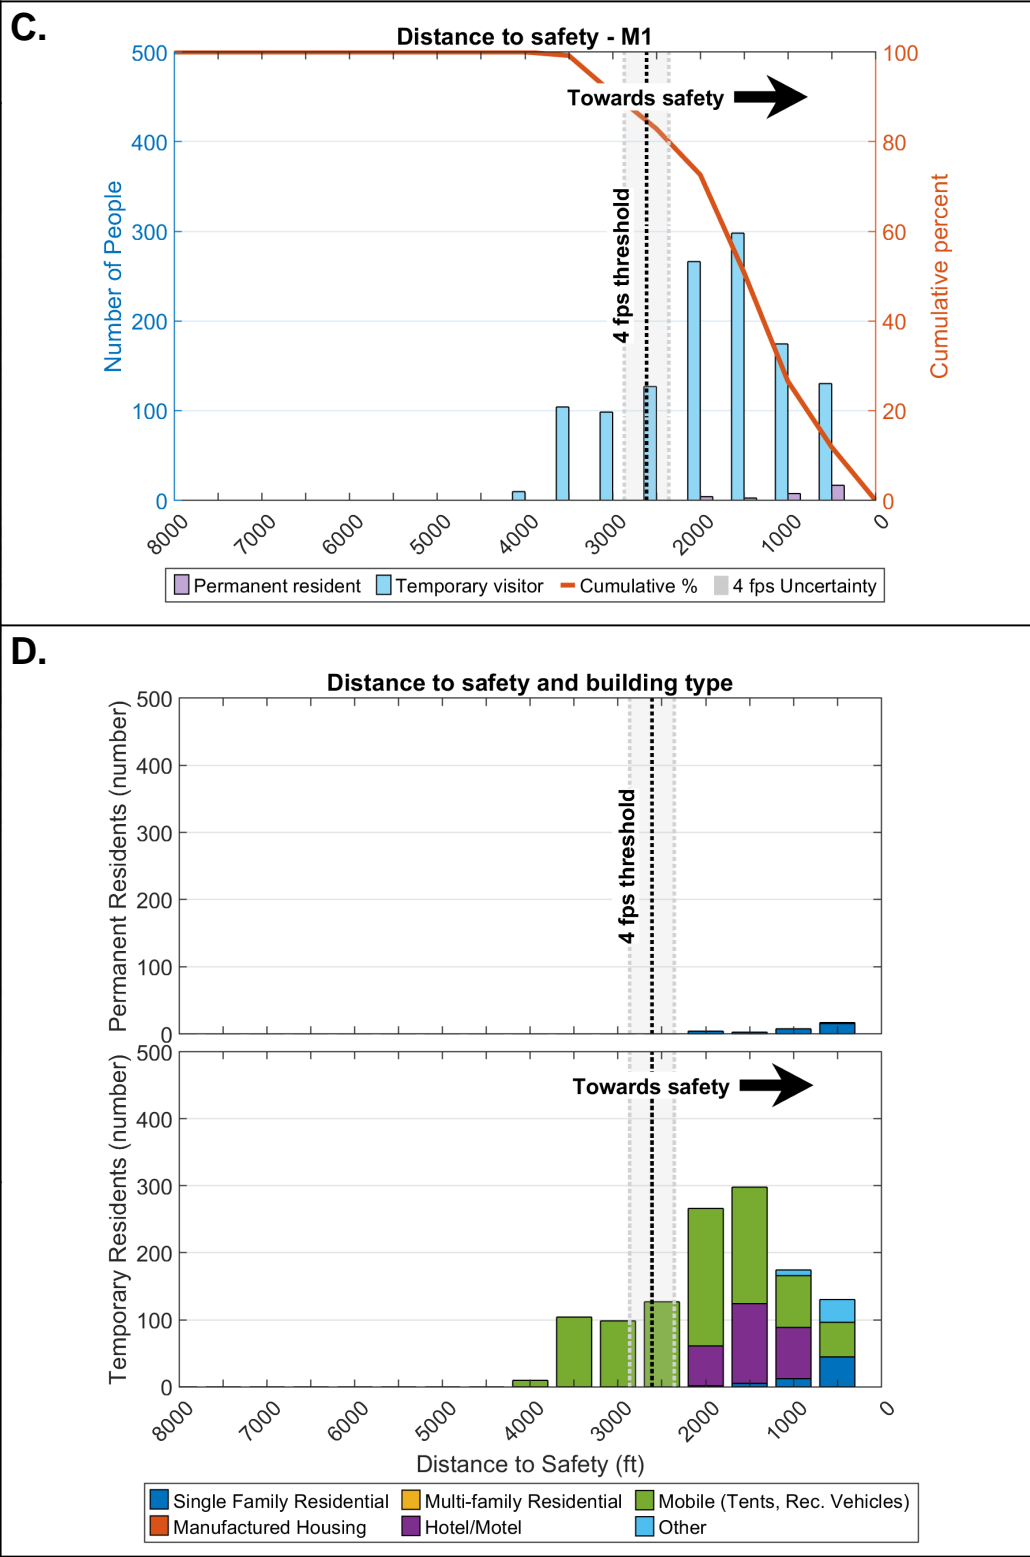 C.
Distance to safety - M1
500
400
300
200
100
0
Number of People
100
80
60
40
20
0
Cumulative percent
Towards safety
4 fps threshold
8000
7000
6000
5000
4000
3000
2000
1000
0
Permanent resident
Temporary visitor
Cumulative %
4 fps Uncertainty
D.
Distance to safety and building type
500
400
300
200
100
0
Permanent Residents (number)
4 fps threshold
500
400
300
200
100
0
Temporary Residents (number)
Towards safety
8000
7000
6000
5000
4000
3000
2000
1000
0
Distance to Safety (ft)
Single Family Residential
Multi-family Residential
Mobile (Tents, Rec. Vehicles)
Manufactured Housing
Hotel/Motel
Other